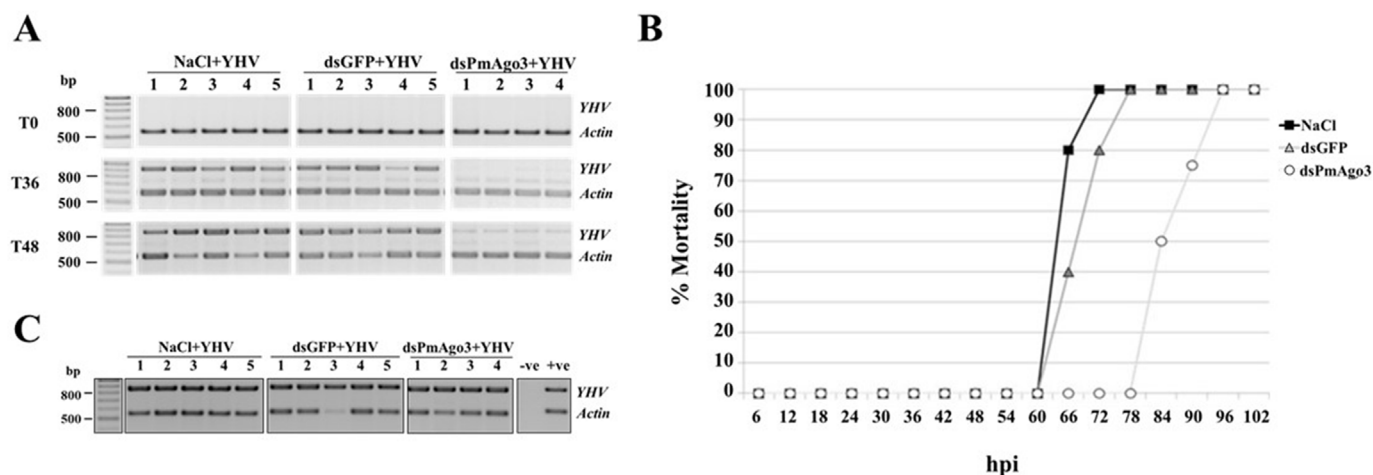 A
NaCl+YHV dsGFP+YHV dsPmAgo3+YHV
bp 1 2 3 4 5 1 2 3 4 5 1 2 3 4
T0 800 500 YHV Actin
T36 800 500 YHV Actin
T48 800 500 YHV Actin
C
NaCl+YHV dsGFP+YHV dsPmAgo3+YHV
bp 1 2 3 4 5 1 2 3 4 5 1 2 3 4 -ve +ve
800 YHV
500 Actin
B
% Mortality
100
90
80
70
60
50
40
30
20
10
0
6 12 18 24 30 36 42 48 54 60 66 72 78 84 90 96 102
hpi
NaCl
dsGFP
dsPmAgo3